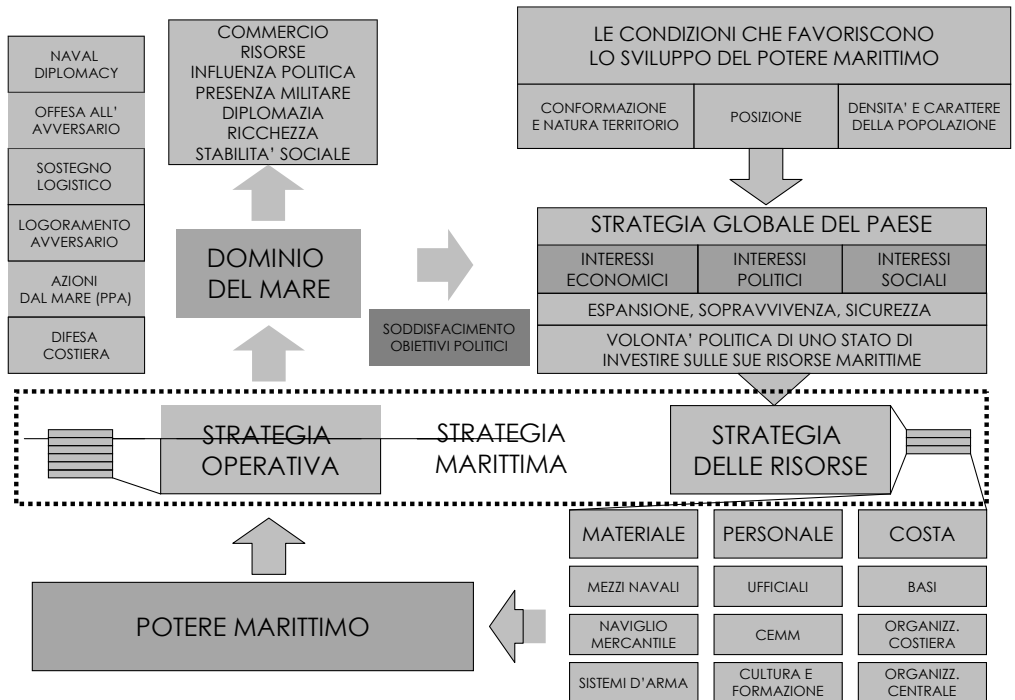 NAVAL
DIPLOMACY
OFFESA ALL'
AVVERSARIO
SOSTEGNO
LOGISTICO
LOGORAMENTO
AVVERSARIO
AZIONI
DAL MARE (PPA)
DIFESA
COSTIERA
COMMERCIO
RISORSE
INFLUENZA POLITICA
PRESENZA MILITARE
DIPLOMAZIA
RICCHEZZA
STABILITA' SOCIALE
DOMINIO
DEL MARE
SODDISFACIMENTO
OBIETTIVI POLITICI
LE CONDIZIONI CHE FAVORISCONO
LO SVILUPPO DEL POTERE MARITTIMO
CONFORMAZIONE
E NATURA TERRITORIO
POSIZIONE
DENSITA' E CARATTERE
DELLA POPOLAZIONE
STRATEGIA GLOBALE DEL PAESE
INTERESSI
ECONOMICI
INTERESSI
POLITICI
INTERESSI
SOCIALI
ESPANSIONE, SOPRAVVIVENZA, SICUREZZA
VOLONTA' POLITICA DI UNO STATO DI
INVESTIRE SULLE SUE RISORSE MARITTIME
STRATEGIA
OPERATIVA
STRATEGIA
MARITTIMA
STRATEGIA
DELLE RISORSE
MATERIALE
MEZZI NAVALI
NAVIGLIO
MERCANTILE
SISTEMI D'ARMA
PERSONALE
UFFICIALI
CEMM
CULTURA E
FORMAZIONE
COSTA
BASI
ORGANIZZ.
COSTIERA
ORGANIZZ.
CENTRALE
POTERE MARITTIMO